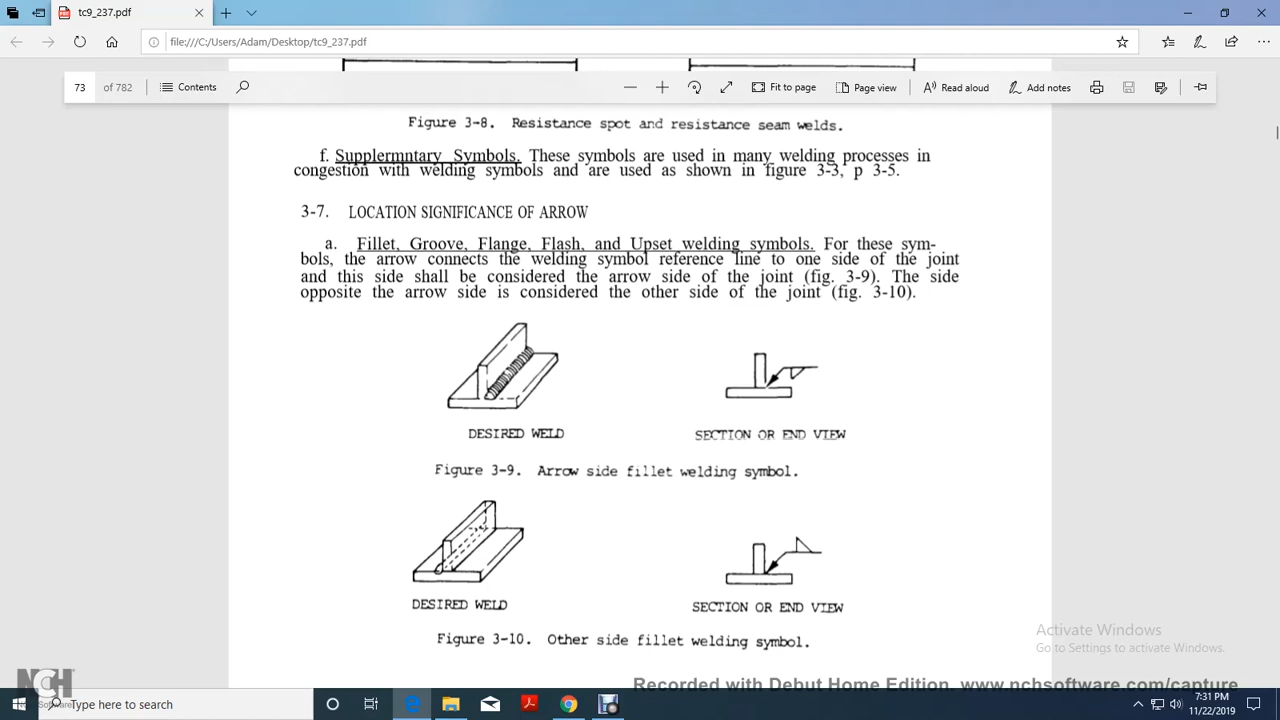 tc9_237.pdf
file:///C:/Users/Adam/Desktop/tc9_237.pdf
73 of 782 Contents Fit to page Page view Read aloud Add notes
Figure 3-8. Resistance spot and resistance seam welds.
f. Supplermntary Symbols. These symbols are used in many welding processes in
congestion with welding symbols and are used as shown in figure 3-3, p 3-5.
3-7. LOCATION SIGNIFICANCE OF ARROW
a. Fillet, Groove, Flange, Flash, and Upset welding symbols. For these sym-
bols, the arrow connects the welding symbol reference line to one side of the joint
and this side shall be considered the arrow side of the joint (fig. 3-9). The side
opposite the arrow side is considered the other side of the joint (fig. 3-10).
DESIRED WELD SECTION OR END VIEW
Figure 3-9. Arrow side fillet welding symbol.
DESIRED WELD SECTION OR END VIEW
Figure 3-10. Other side fillet welding symbol.
Activate Windows
Go to Settings to activate Windows.
NCH
Software
Recorded with Debut Home Edition. www.nchsoftware.com/capture
Type here to search
7:31 PM
11/22/2019